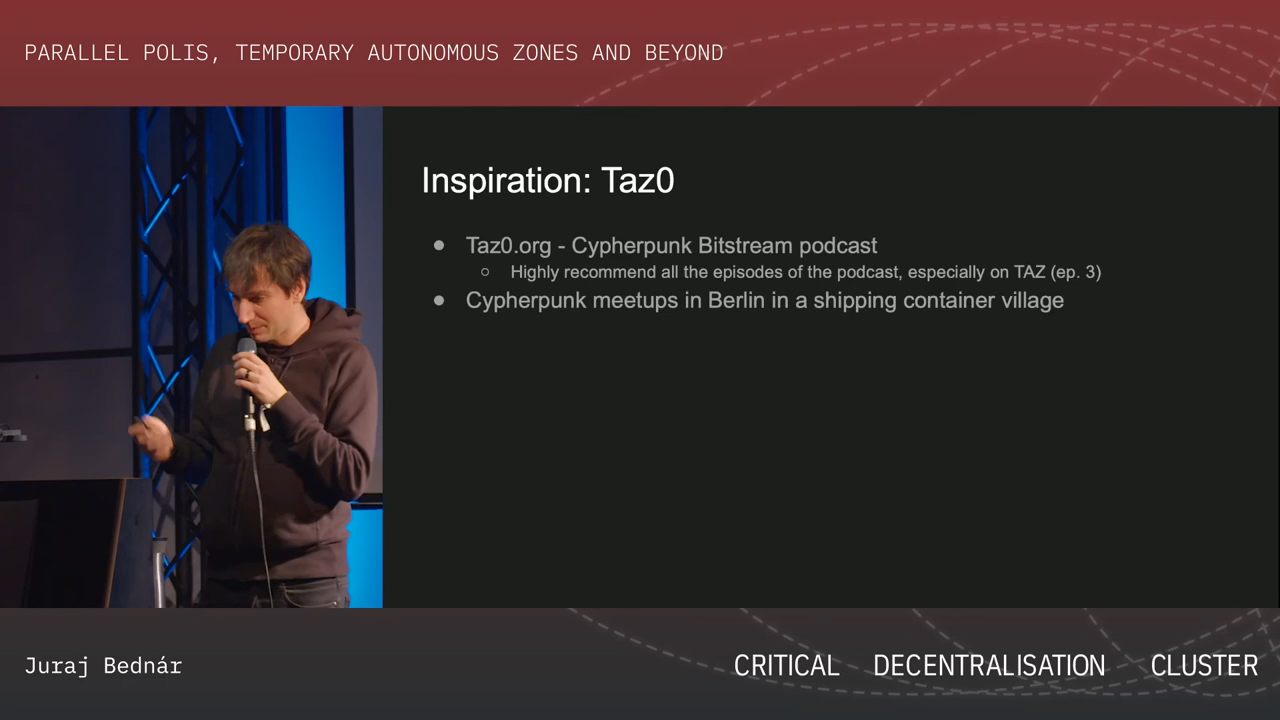 PARALLEL POLIS, TEMPORARY AUTONOMOUS ZONES AND BEYOND
Inspiration: Taz0
● Taz0.org - Cypherpunk Bitstream podcast
○ Highly recommend all the episodes of the podcast, especially on TAZ (ep. 3)
● Cypherpunk meetups in Berlin in a shipping container village
Juraj Bednár
CRITICAL DECENTRALISATION CLUSTER